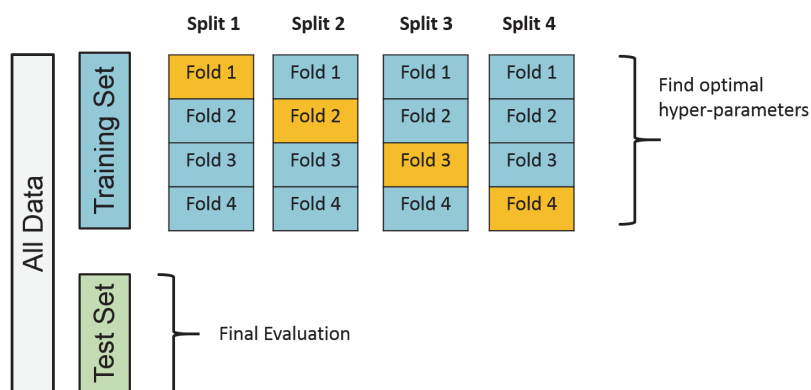 Split 1 Split 2 Split 3 Split 4
All Data
Training Set
Fold 1 Fold 1 Fold 1 Fold 1
Fold 2 Fold 2 Fold 2 Fold 2
Fold 3 Fold 3 Fold 3 Fold 3
Fold 4 Fold 4 Fold 4 Fold 4
Find optimal
hyper-parameters
Test Set
Final Evaluation